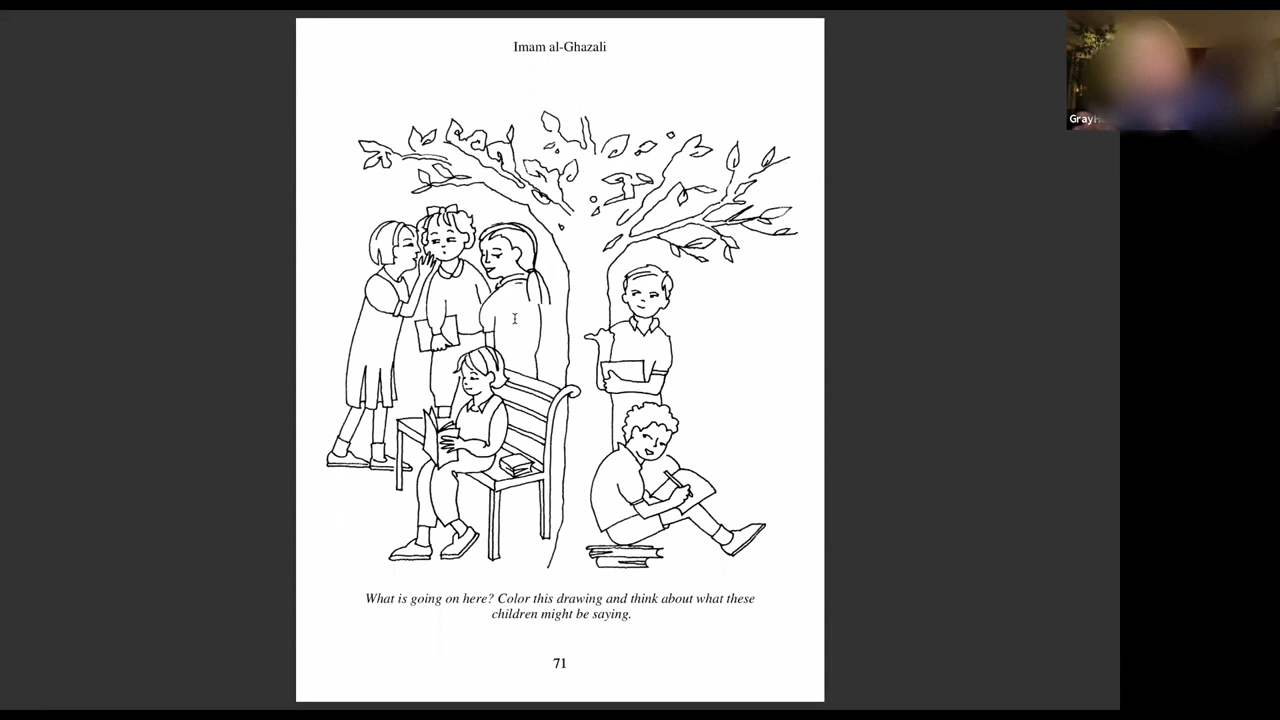 Imam al-Ghazali
What is going on here? Color this drawing and think about what these
children might be saying.
71